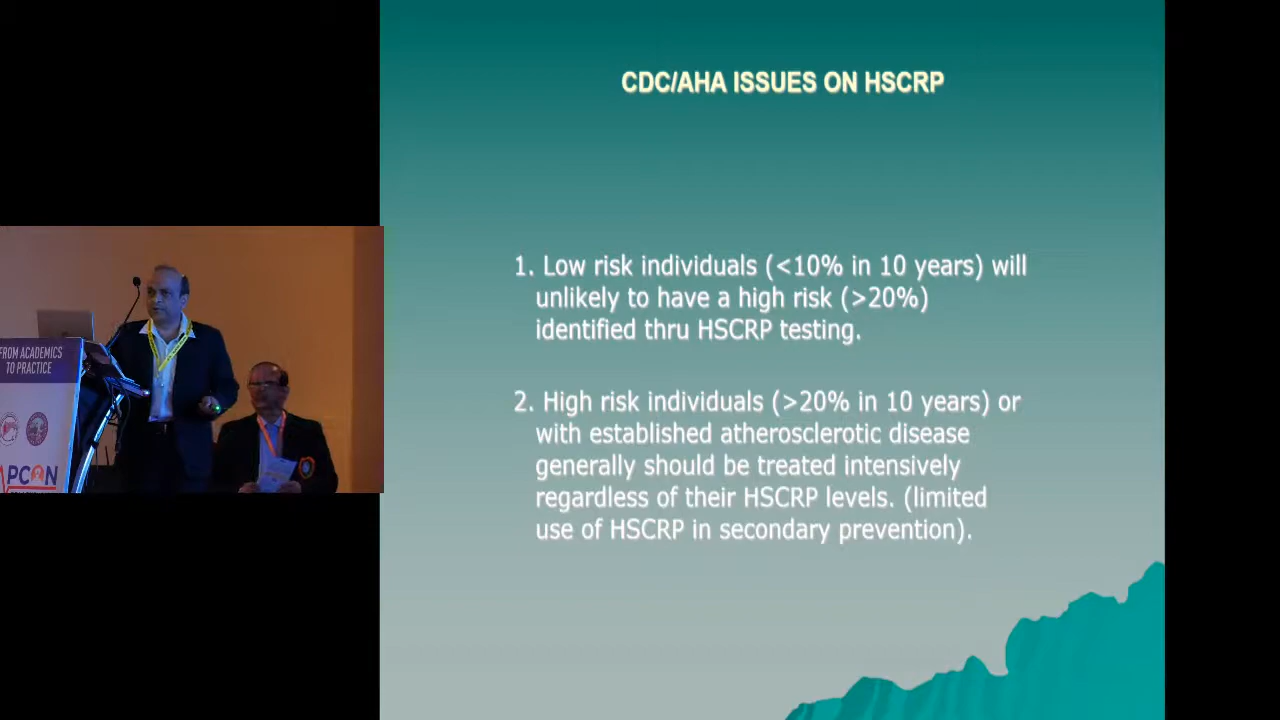 CDC/AHA ISSUES ON HSCRP
1. Low risk individuals (<10% in 10 years) will
unlikely to have a high risk (>20%)
identified thru HSCRP testing.
2. High risk individuals (>20% in 10 years) or
with established atherosclerotic disease
generally should be treated intensively
regardless of their HSCRP levels. (limited
use of HSCRP in secondary prevention).
FROM ACADEMICS
TO PRACTICE
PCON